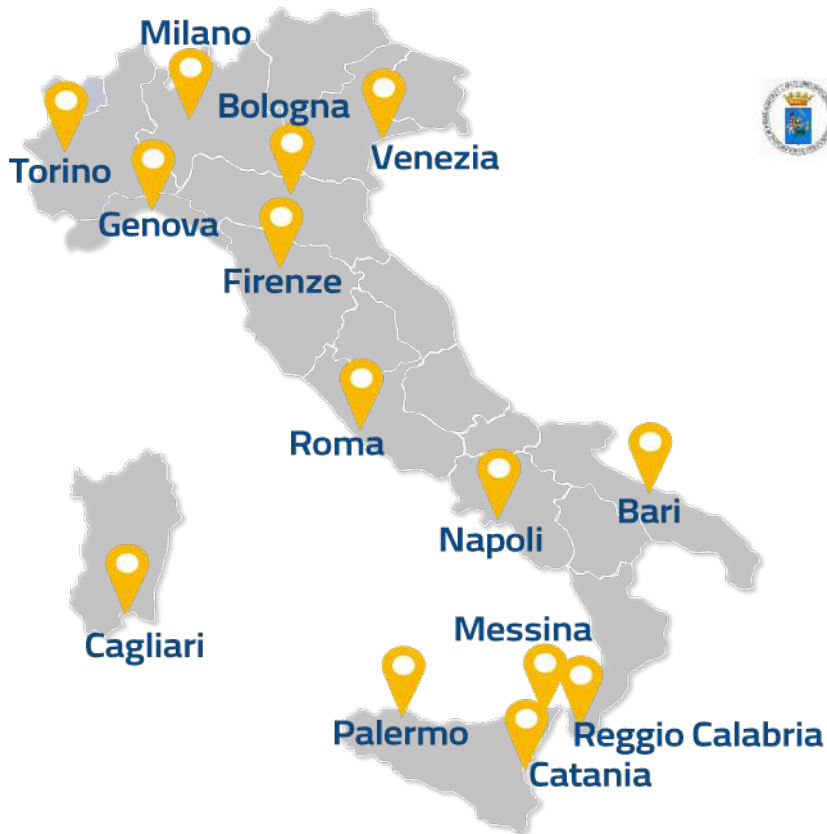 Milano
Bologna
Torino
Venezia
Genova
Firenze
Roma
Bari
Napoli
Messina
Cagliari
Palermo
Reggio Calabria
Catania